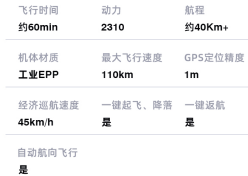 飞行时间 动力 航程
约60min 2310 约40Km+
机体材质 最大飞行速度 GPS定位精度
工业EPP 110km 1m
经济巡航速度 一键起飞、降落 一键返航
45km/h 是 是
自动航向飞行
是